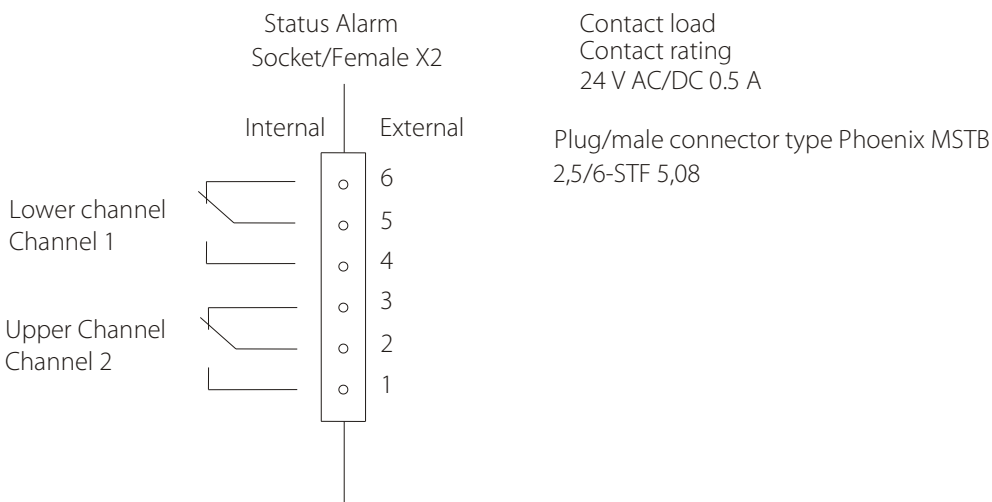 Status Alarm
Socket/Female X2
Contact load
Contact rating
24 V AC/DC 0.5 A
Internal
External
Plug/male connector type Phoenix MSTB
2,5/6-STF 5,08
Lower channel
Channel 1
6
5
4
Upper Channel
Channel 2
3
2
1